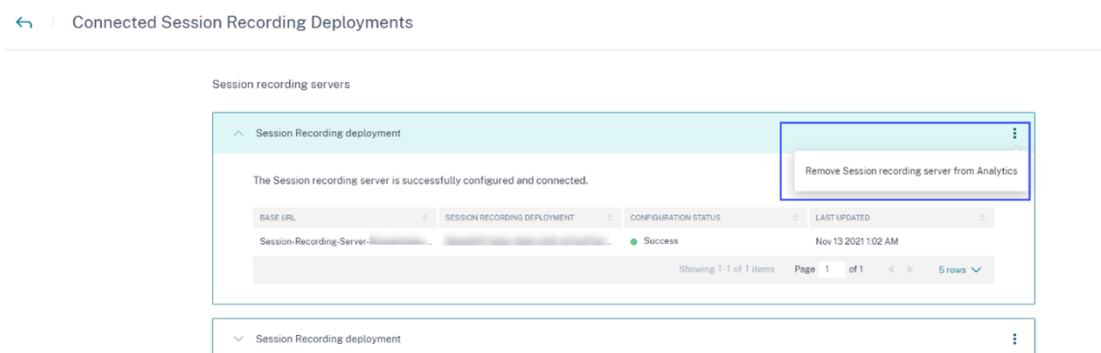 Connected Session Recording Deployments
Session recording servers
Session Recording deployment
Remove Session recording server from Analytics
The Session recording server is successfully configured and connected.
BASE URL SESSION RECORDING DEPLOYMENT CONFIGURATION STATUS LAST UPDATED
Session-Recording-Server- ... ... Success Nov 13 2021 1:02 AM
Showing 1-1 of 1 items Page 1 of 1 5 rows
Session Recording deployment